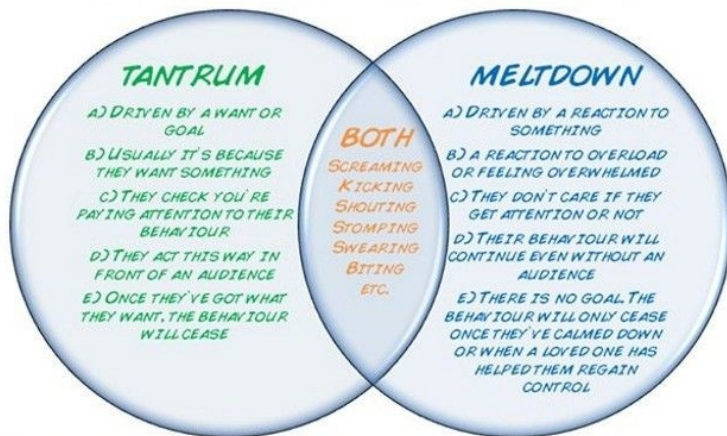 TANTRUM
A) DRIVEN BY A WANT OR
GOAL
B) USUALLY IT'S BECAUSE
THEY WANT SOMETHING
C) THEY CHECK YOU'RE
PAYING ATTENTION TO THEIR
BEHAVIOUR
D) THEY ACT THIS WAY IN
FRONT OF AN AUDIENCE
E) ONCE THEY'VE GOT WHAT
THEY WANT, THE BEHAVIOUR
WILL CEASE
BOTH
SCREAMING
KICKING
SHOUTING
STOMPING
SWEARING
BITING
ETC.
MELTDOWN
A) DRIVEN BY A REACTION TO
SOMETHING
B) A REACTION TO OVERLOAD
OR FEELING OVERWHELMED
C) THEY DON'T CARE IF THEY
GET ATTENTION OR NOT
D) THEIR BEHAVIOUR WILL
CONTINUE EVEN WITHOUT AN
AUDIENCE
E) THERE IS NO GOAL. THE
BEHAVIOUR WILL ONLY CEASE
ONCE THEY'VE CALMED DOWN
OR WHEN A LOVED ONE HAS
HELPED THEM REGAIN
CONTROL